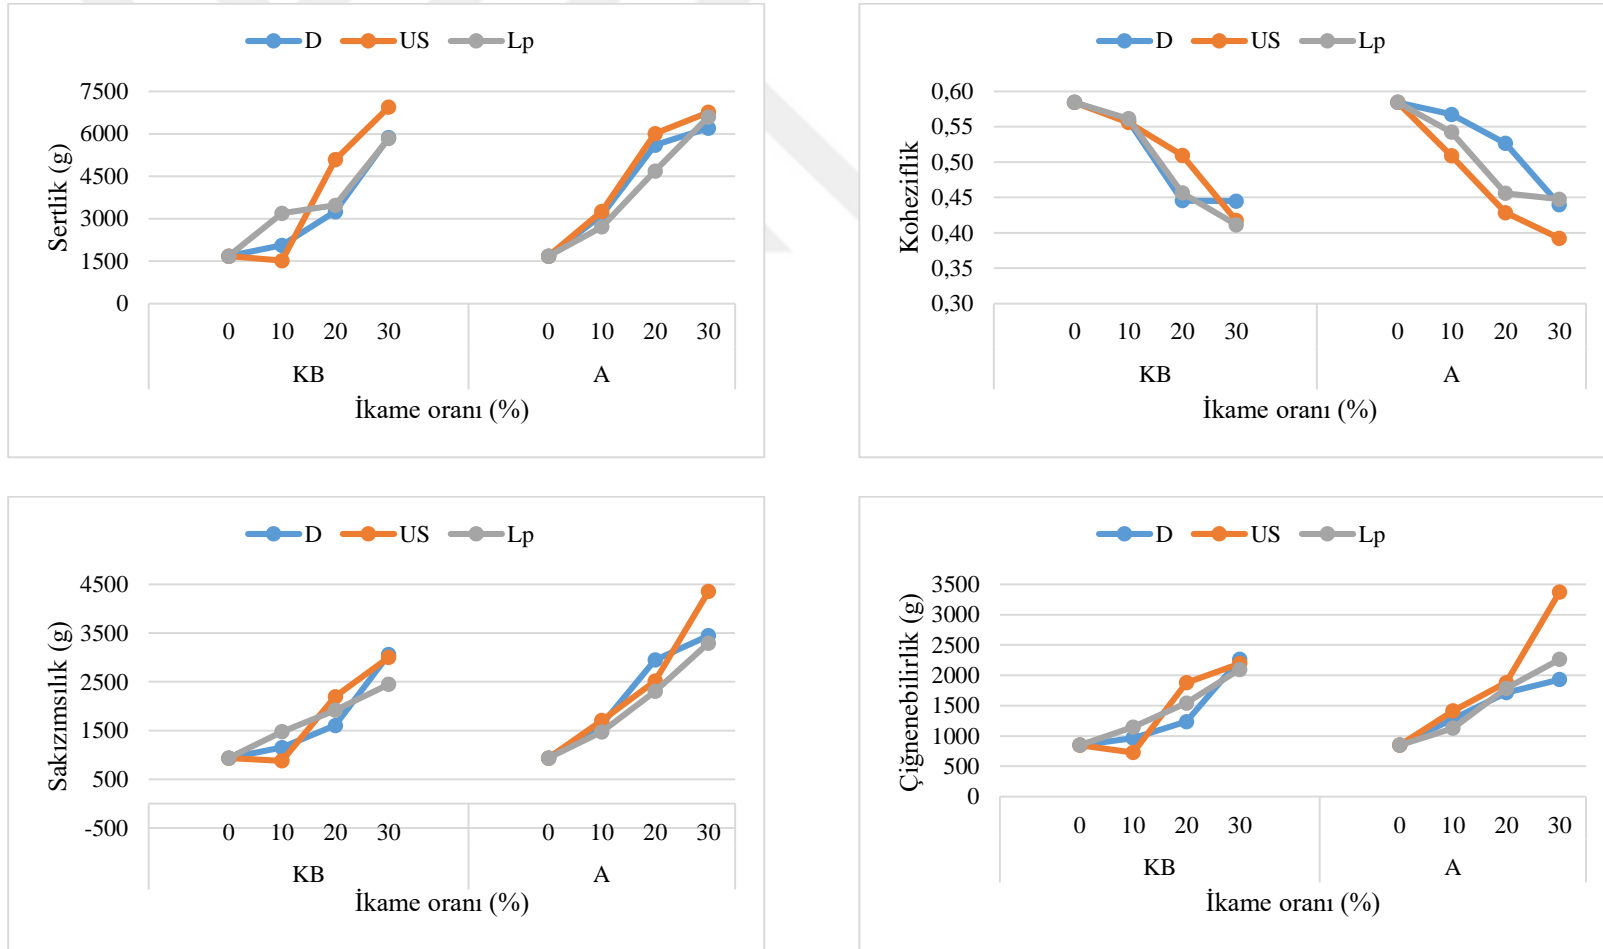 D US Lp
7500
6000
4500
3000
1500
0
Sertlik (g)
0 10 20 30 0 10 20 30
KB A
İkame oranı (%)
D US Lp
0,60
0,55
0,50
0,45
0,40
0,35
0,30
Koheziflik
0 10 20 30 0 10 20 30
KB A
İkame oranı (%)
D US Lp
4500
3500
2500
1500
500
-500
Sakızımsılık (g)
0 10 20 30 0 10 20 30
KB A
İkame oranı (%)
D US Lp
3500
3000
2500
2000
1500
1000
500
0
Çiğnenebilirlik (g)
0 10 20 30 0 10 20 30
KB A
İkame oranı (%)